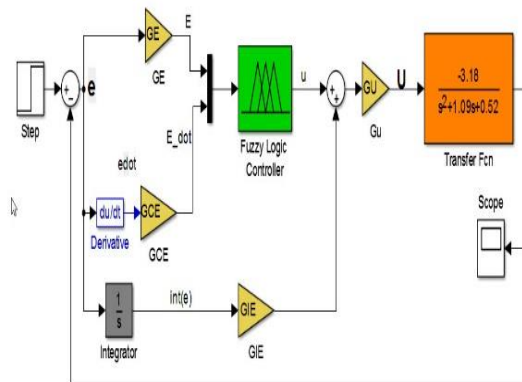 E
GE
GE
+
−
e
Step
E_dot
edot
du/dt
Derivative
GCE
GCE
Fuzzy Logic
Controller
u
+
+
GU
Gu
U
-3.18
s²+1.09s+0.52
Transfer Fcn
Scope
1
s
Integrator
int(e)
GIE
GIE